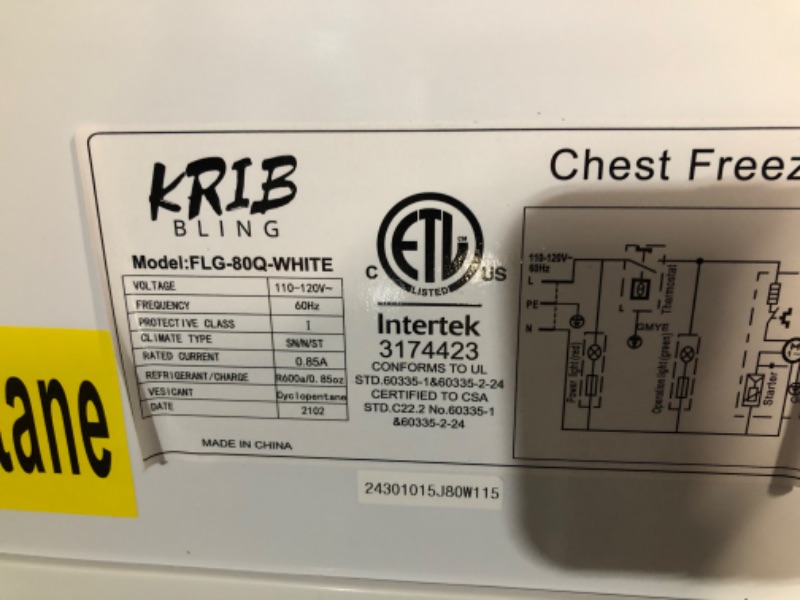 KRIB
BLING
Model:FLG-80Q-WHITE
VOLTAGE 110-120V~
FREQUENCY 60Hz
PROTECTIVE CLASS I
CLIMATE TYPE SN/N/ST
RATED CURRENT 0.85A
REFRIGERANT/CHARGE R600a/0.85oz
VESICANT Cyclopentane
DATE 2102
MADE IN CHINA
ETL
CM
LISTED
C US
Intertek
3174423
CONFORMS TO UL
STD.60335-1&60335-2-24
CERTIFIED TO CSA
STD.C22.2 No.60335-1
&60335-2-24
24301015J80W115
Chest Freez
110-120V~
60Hz
L
PE
N
Thermostat
L
GMYE
Power light(red)
Operation light(green)
Starter
M
ane